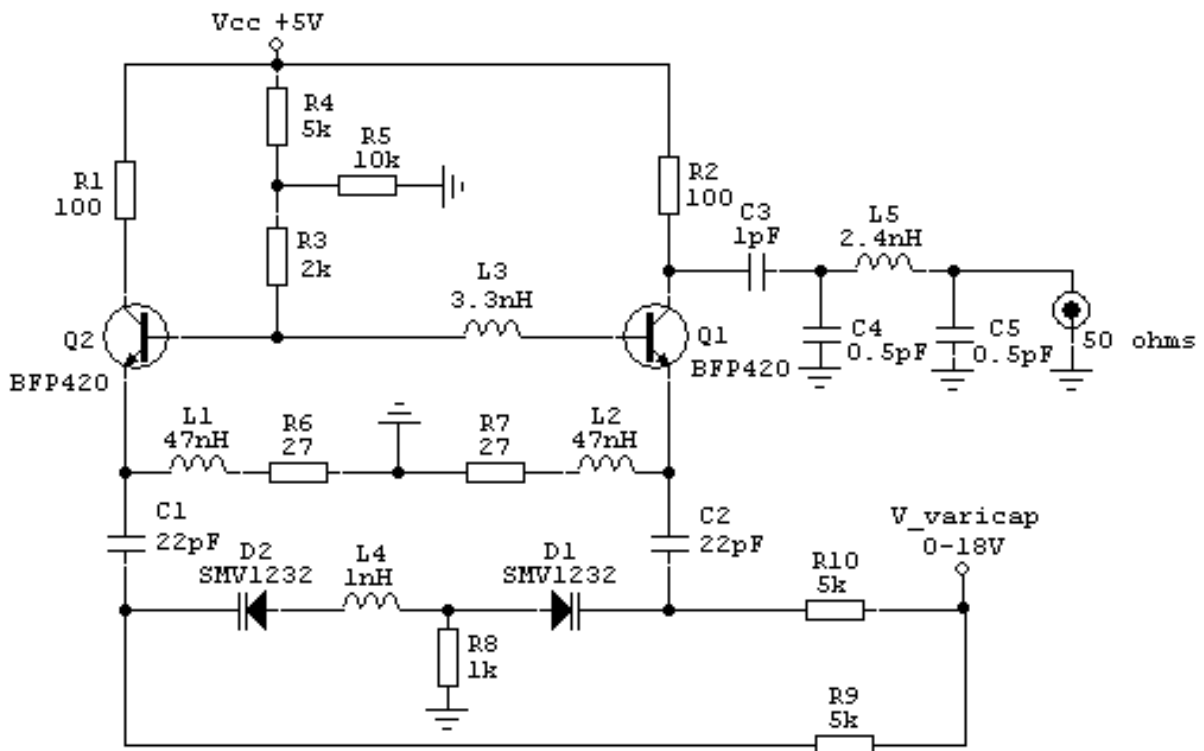 Vcc +5V
R4
5k
R5
10k
R1
100
R2
100
C3
1pF
L5
2.4nH
R3
2k
L3
3.3nH
Q2
BFP420
Q1
BFP420
C4
0.5pF
C5
0.5pF
50 ohms
L1
47nH
R6
27
R7
27
L2
47nH
C1
22pF
C2
22pF
V_varicap
0-18V
D2
SMV1232
L4
1nH
D1
SMV1232
R10
5k
R8
1k
R9
5k